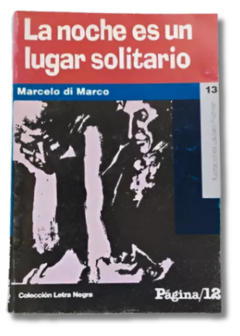 La noche es un
lugar solitario
Marcelo di Marco
13
Colección Letra Negra
Página/12